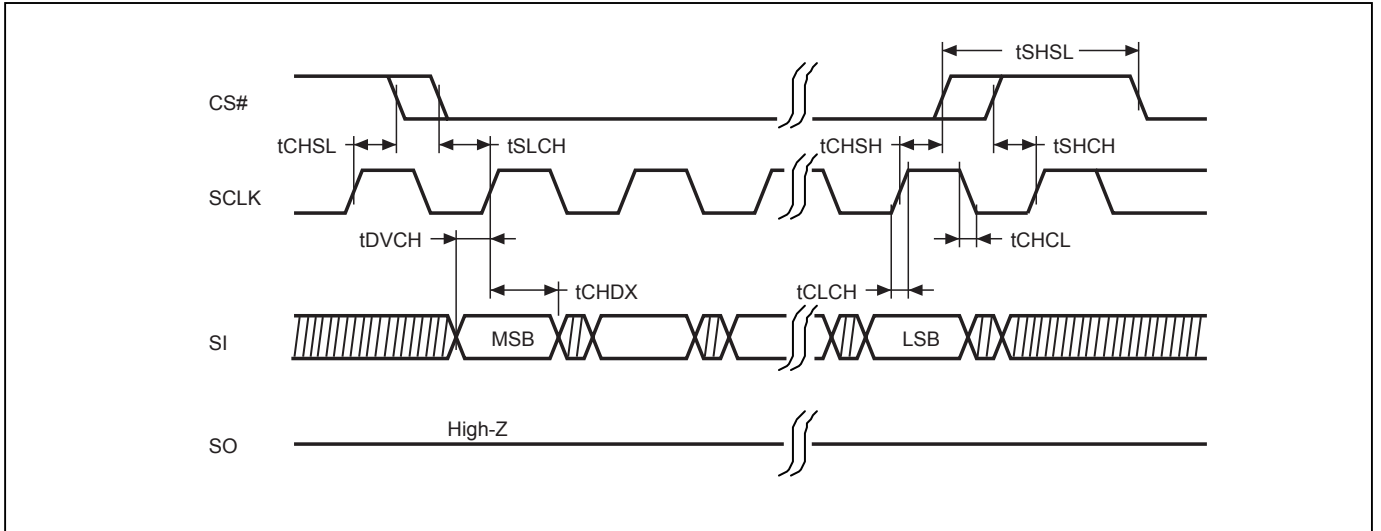 tSHSL
CS#
tCHSL
tSLCH
tCHSH
tSHCH
SCLK
tDVCH
tCHCL
tCHDX
tCLCH
SI
MSB
LSB
High-Z
SO